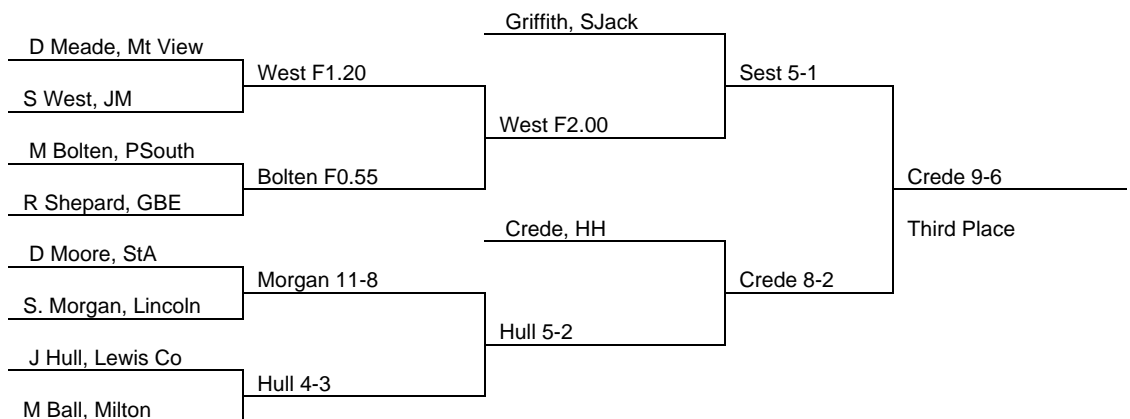 Griffith, SJack
D Meade, Mt View
West F1.20
Sest 5-1
S West, JM
West F2.00
M Bolten, PSouth
Bolten F0.55
Crede 9-6
R Shepard, GBE
Crede, HH
Third Place
D Moore, StA
Morgan 11-8
Crede 8-2
S. Morgan, Lincoln
Hull 5-2
J Hull, Lewis Co
Hull 4-3
M Ball, Milton